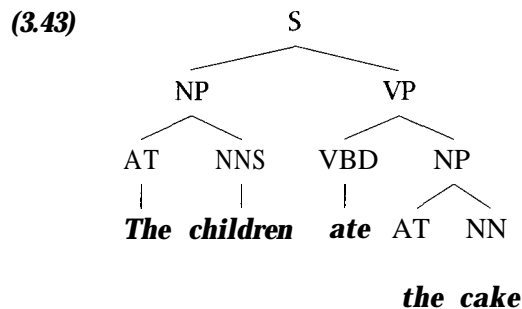 (3.43) S
NP VP
AT NNS VBD NP
The children ate AT NN
the cake